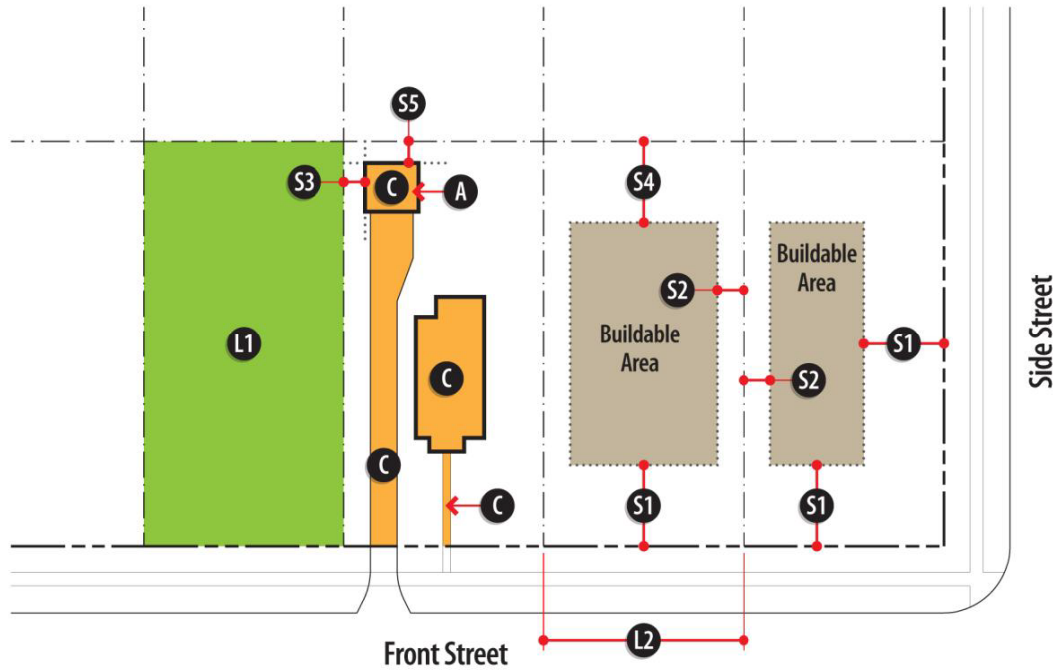 S5
S3
C
A
S4
Buildable
Area
S2
L1
Buildable
Area
S1
S2
C
C
C
S1
S1
L2
Front Street
Side Street